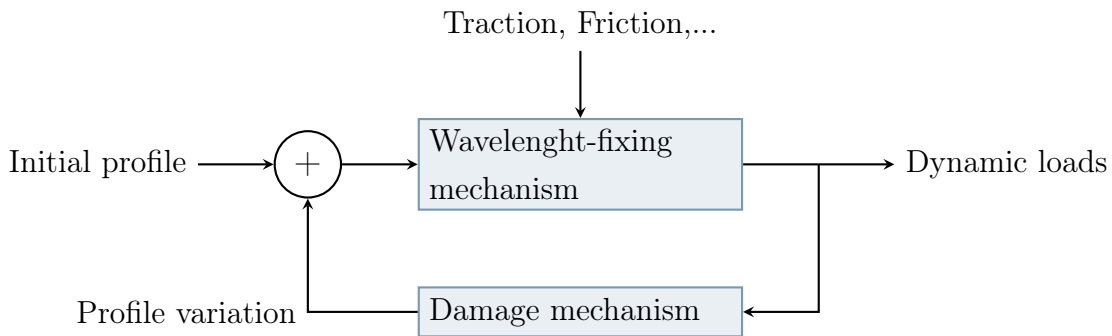 Traction, Friction,...
Initial profile
+
Wavelenght-fixing
mechanism
Dynamic loads
Profile variation
Damage mechanism